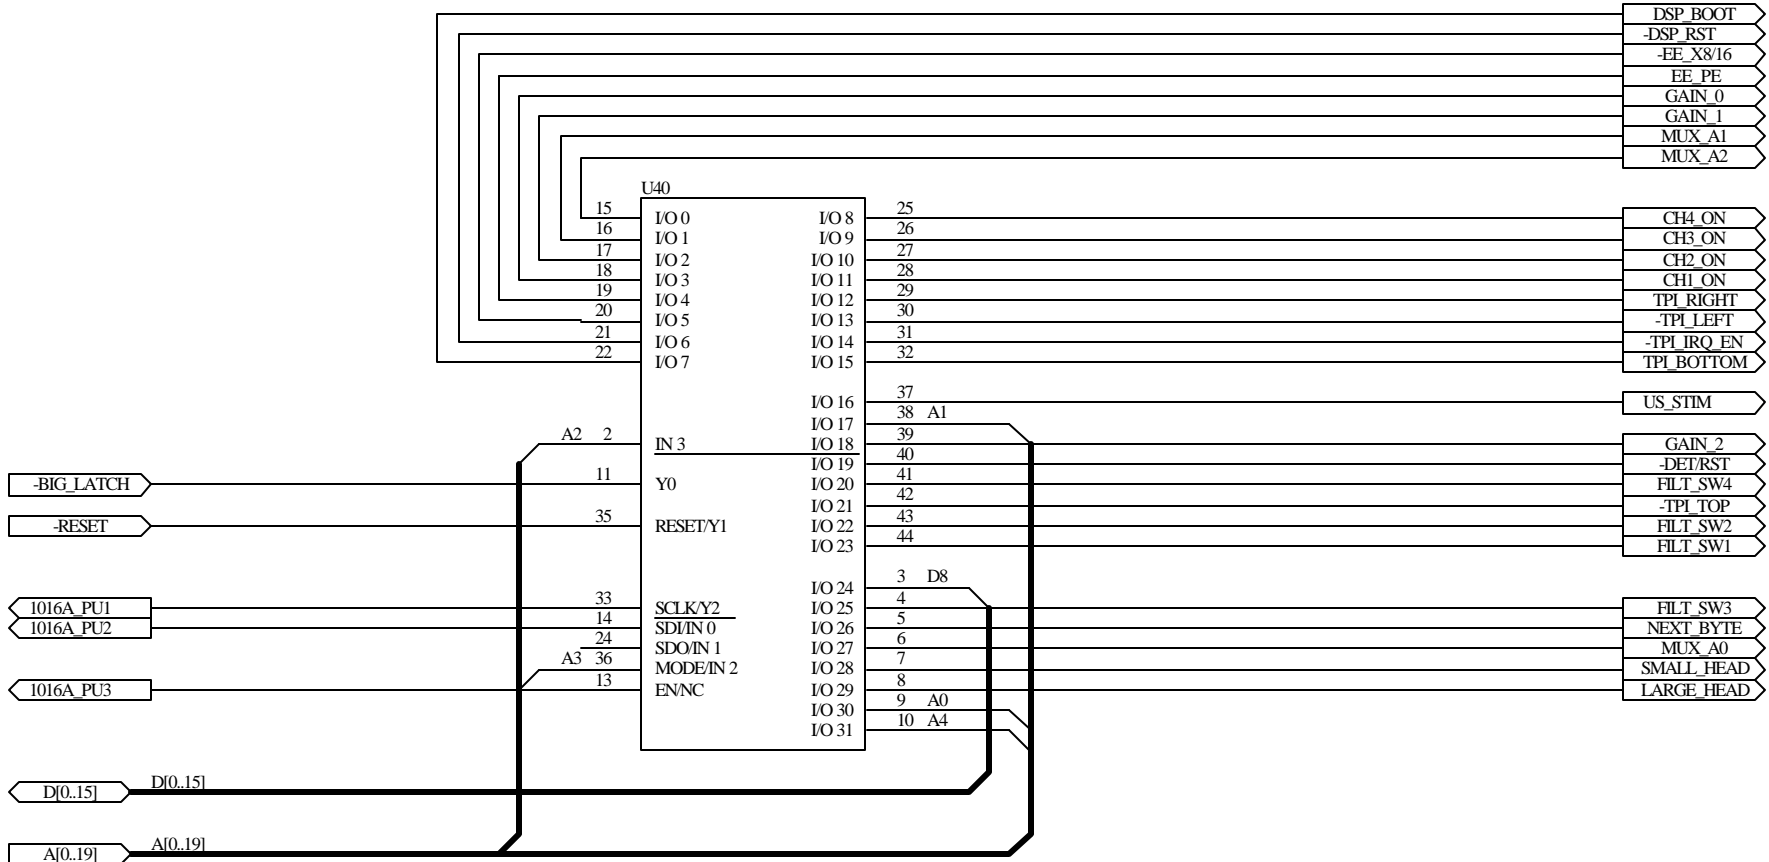 DSP_BOOT
-DSP_RST
-EE_X8/16
EE_PE
GAIN_0
GAIN_1
MUX_A1
MUX_A2
U40
15 I/O 0 I/O 8 25 CH4_ON
16 I/O 1 I/O 9 26 CH3_ON
17 I/O 2 I/O 10 27 CH2_ON
18 I/O 3 I/O 11 28 CH1_ON
19 I/O 4 I/O 12 29 TPI_RIGHT
20 I/O 5 I/O 13 30 -TPI_LEFT
21 I/O 6 I/O 14 31 -TPI_IRQ_EN
22 I/O 7 I/O 15 32 TPI_BOTTOM
I/O 16 37 US_STIM
I/O 17 38 A1
A2 2 IN 3 I/O 18 39 GAIN_2
I/O 19 40 -DET/RST
-BIG_LATCH 11 Y0 I/O 20 41 FILT_SW4
I/O 21 42 -TPI_TOP
-RESET 35 RESET/Y1 I/O 22 43 FILT_SW2
I/O 23 44 FILT_SW1
I/O 24 3 D8
1016A_PU1 33 SCLK/Y2 I/O 25 4 FILT_SW3
1016A_PU2 14 SDI/IN 0 I/O 26 5 NEXT_BYTE
24 SDO/IN 1 I/O 27 6 MUX_A0
A3 36 MODE/IN 2 I/O 28 7 SMALL_HEAD
1016A_PU3 13 EN/NC I/O 29 8 LARGE_HEAD
I/O 30 9 A0
I/O 31 10 A4
D[0..15] D[0..15]
A[0..19] A[0..19]